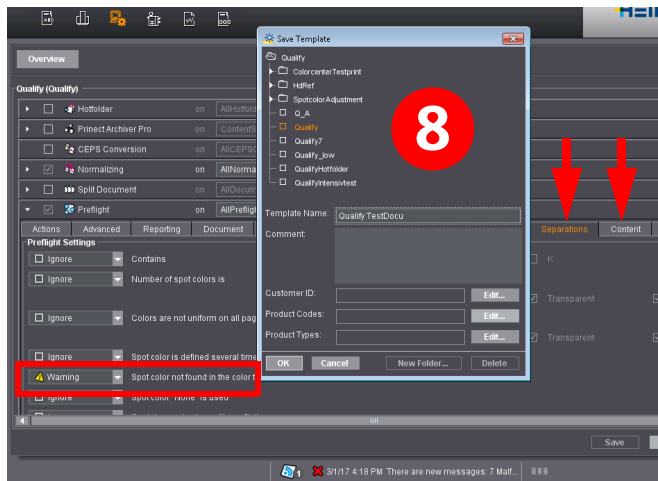 HEI
Save Template
Overview
Qualify
ColorcenterTestprint
HdRef
SpotcolorAdjustment
Q_A
Qualify
Qualify7
Qualify_low
QualifyHotfolder
QualifyIntensivtest
8
Qualify (Qualify)
Hotfolder on AllHotfold
Prinect Archiver Pro on ContentS
CEPS Conversion on AllCEPSC
Normalizing on AllNorma
Split Document on AllDocum
Preflight on AllPreflig
Actions Advanced Reporting Document
Separations Content
Preflight Settings
Ignore Contains
K
Ignore Number of spot colors is
Transparent
Ignore Colors are not uniform on all pag
Transparent
Ignore Spot color is defined several time
Warning Spot color not found in the color t
Ignore Spot color "None" is used
Template Name: Qualify TestDocu
Comment:
Customer ID: Edit...
Product Codes: Edit...
Product Types: Edit...
OK Cancel New Folder... Delete
Save
1 3/1/17 4:18 PM There are new messages: 7 Malf...